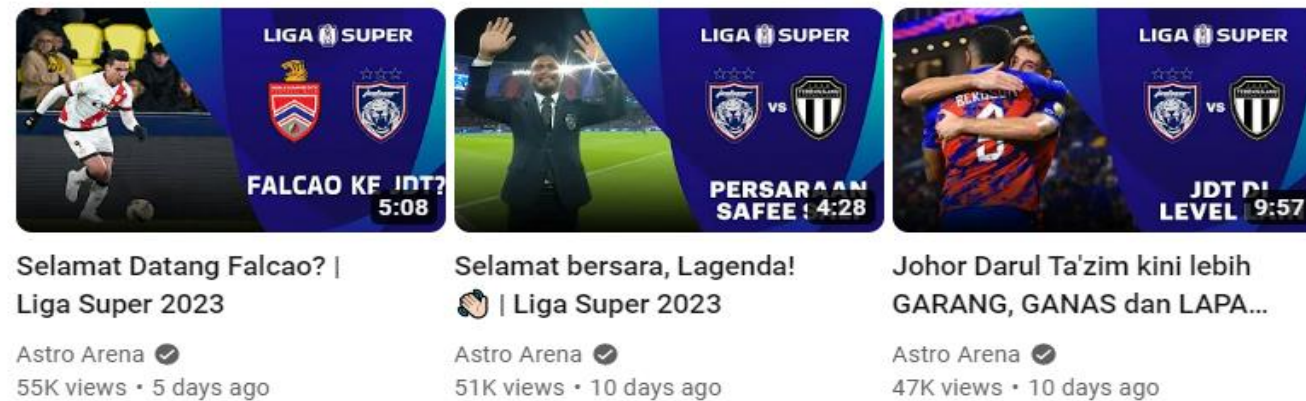 LIGA SUPER
FALCAO KE JDT?
5:08
Selamat Datang Falcao? |
Liga Super 2023
Astro Arena
55K views • 5 days ago
LIGA SUPER
VS
PERSARAAN
SAFEE
4:28
Selamat bersara, Lagenda!
👏🏻 | Liga Super 2023
Astro Arena
51K views • 10 days ago
LIGA SUPER
VS
JDT DI
LEVEL
9:57
Johor Darul Ta'zim kini lebih
GARANG, GANAS dan LAPA...
Astro Arena
47K views • 10 days ago